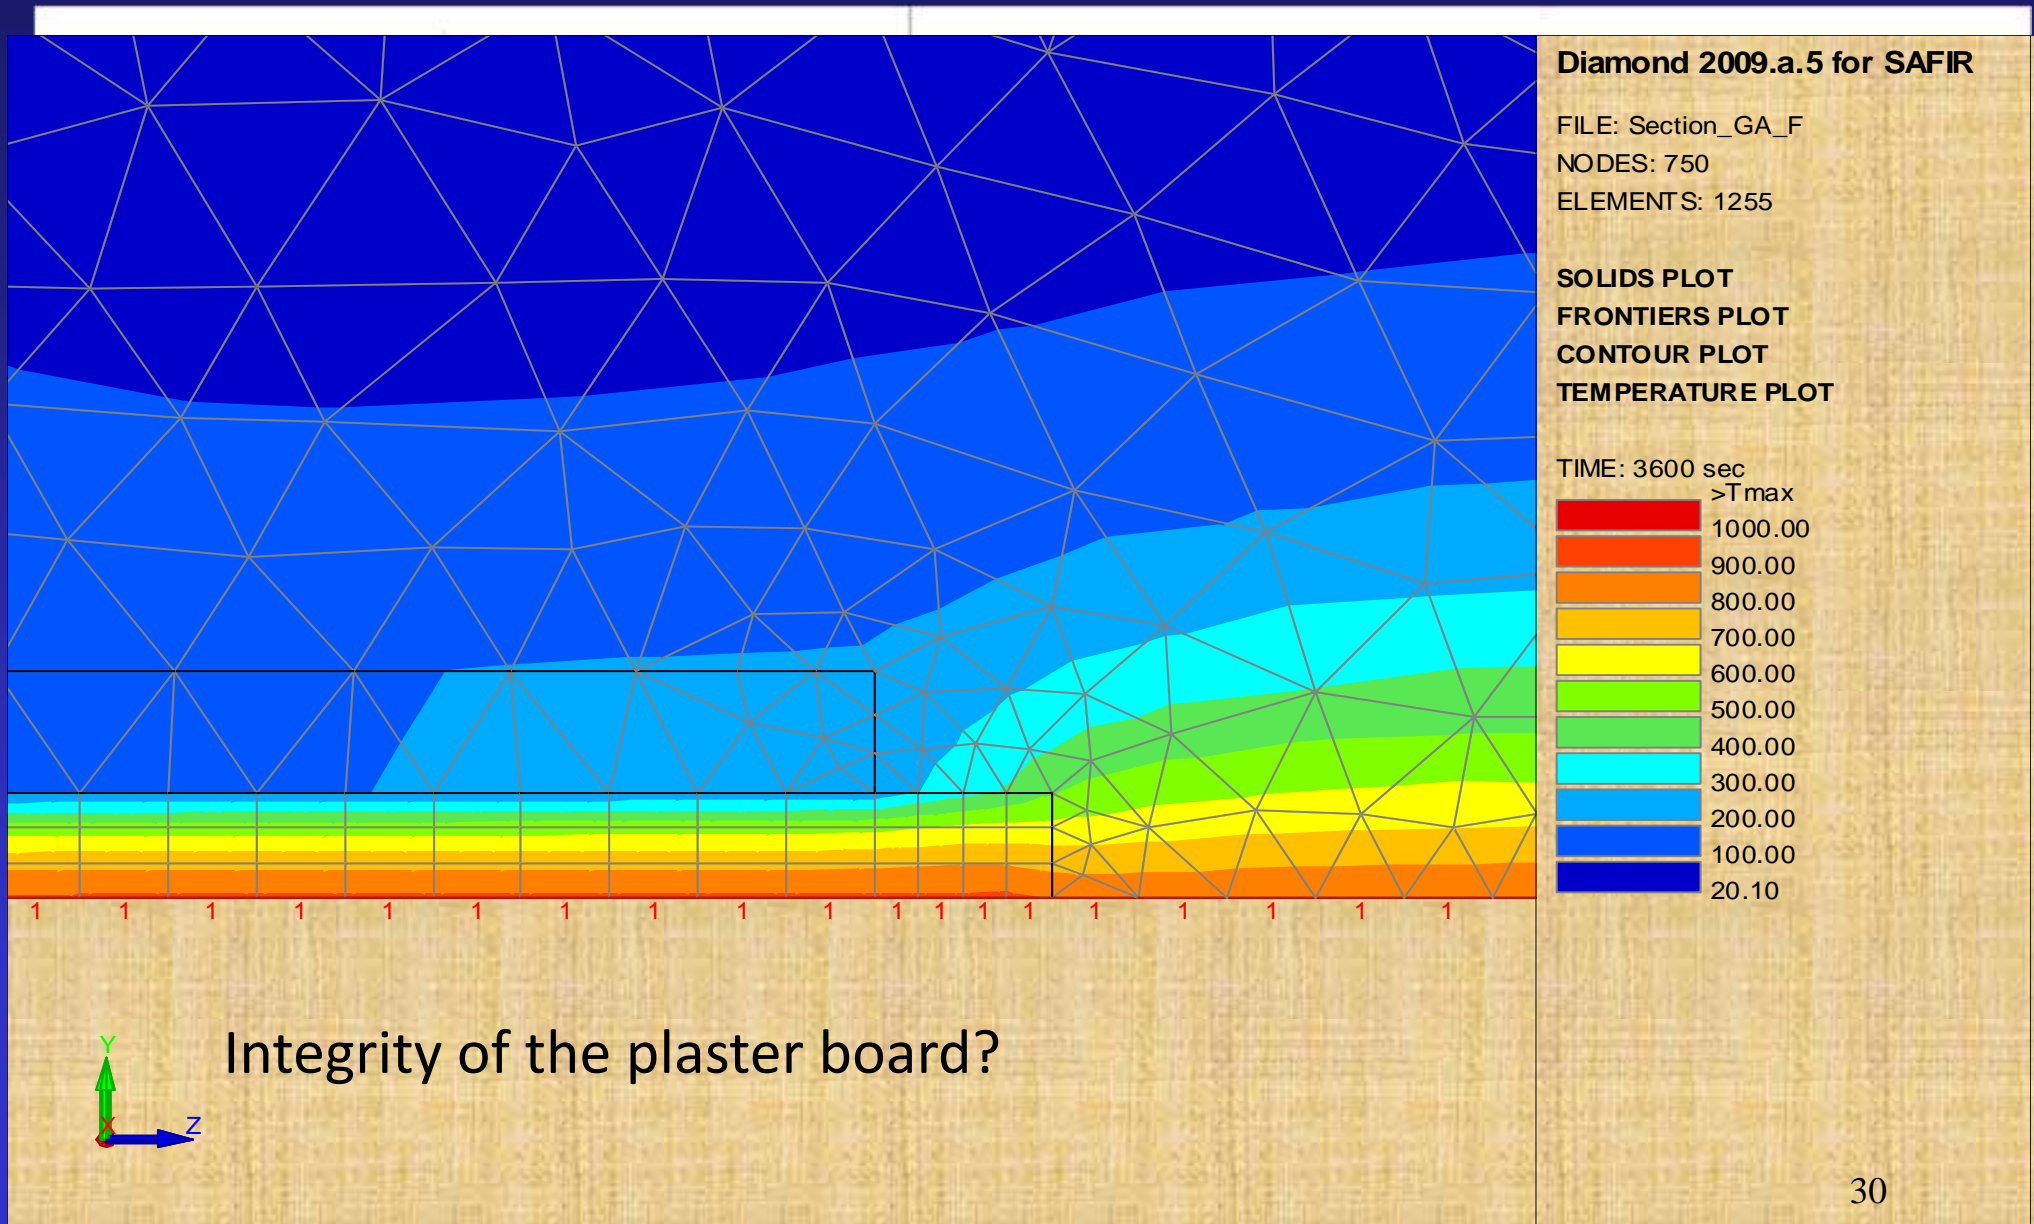 Diamond 2009.a.5 for SAFIR
FILE: Section_GA_F
NODES: 750
ELEMENTS: 1255
SOLIDS PLOT
FRONTIERS PLOT
CONTOUR PLOT
TEMPERATURE PLOT
TIME: 3600 sec
>Tmax
1000.00
900.00
800.00
700.00
600.00
500.00
400.00
300.00
200.00
100.00
20.10
1 1 1 1 1 1 1 1 1 1 1 1 1 1 1 1 1 1 1
Integrity of the plaster board?
Y
X
Z
30